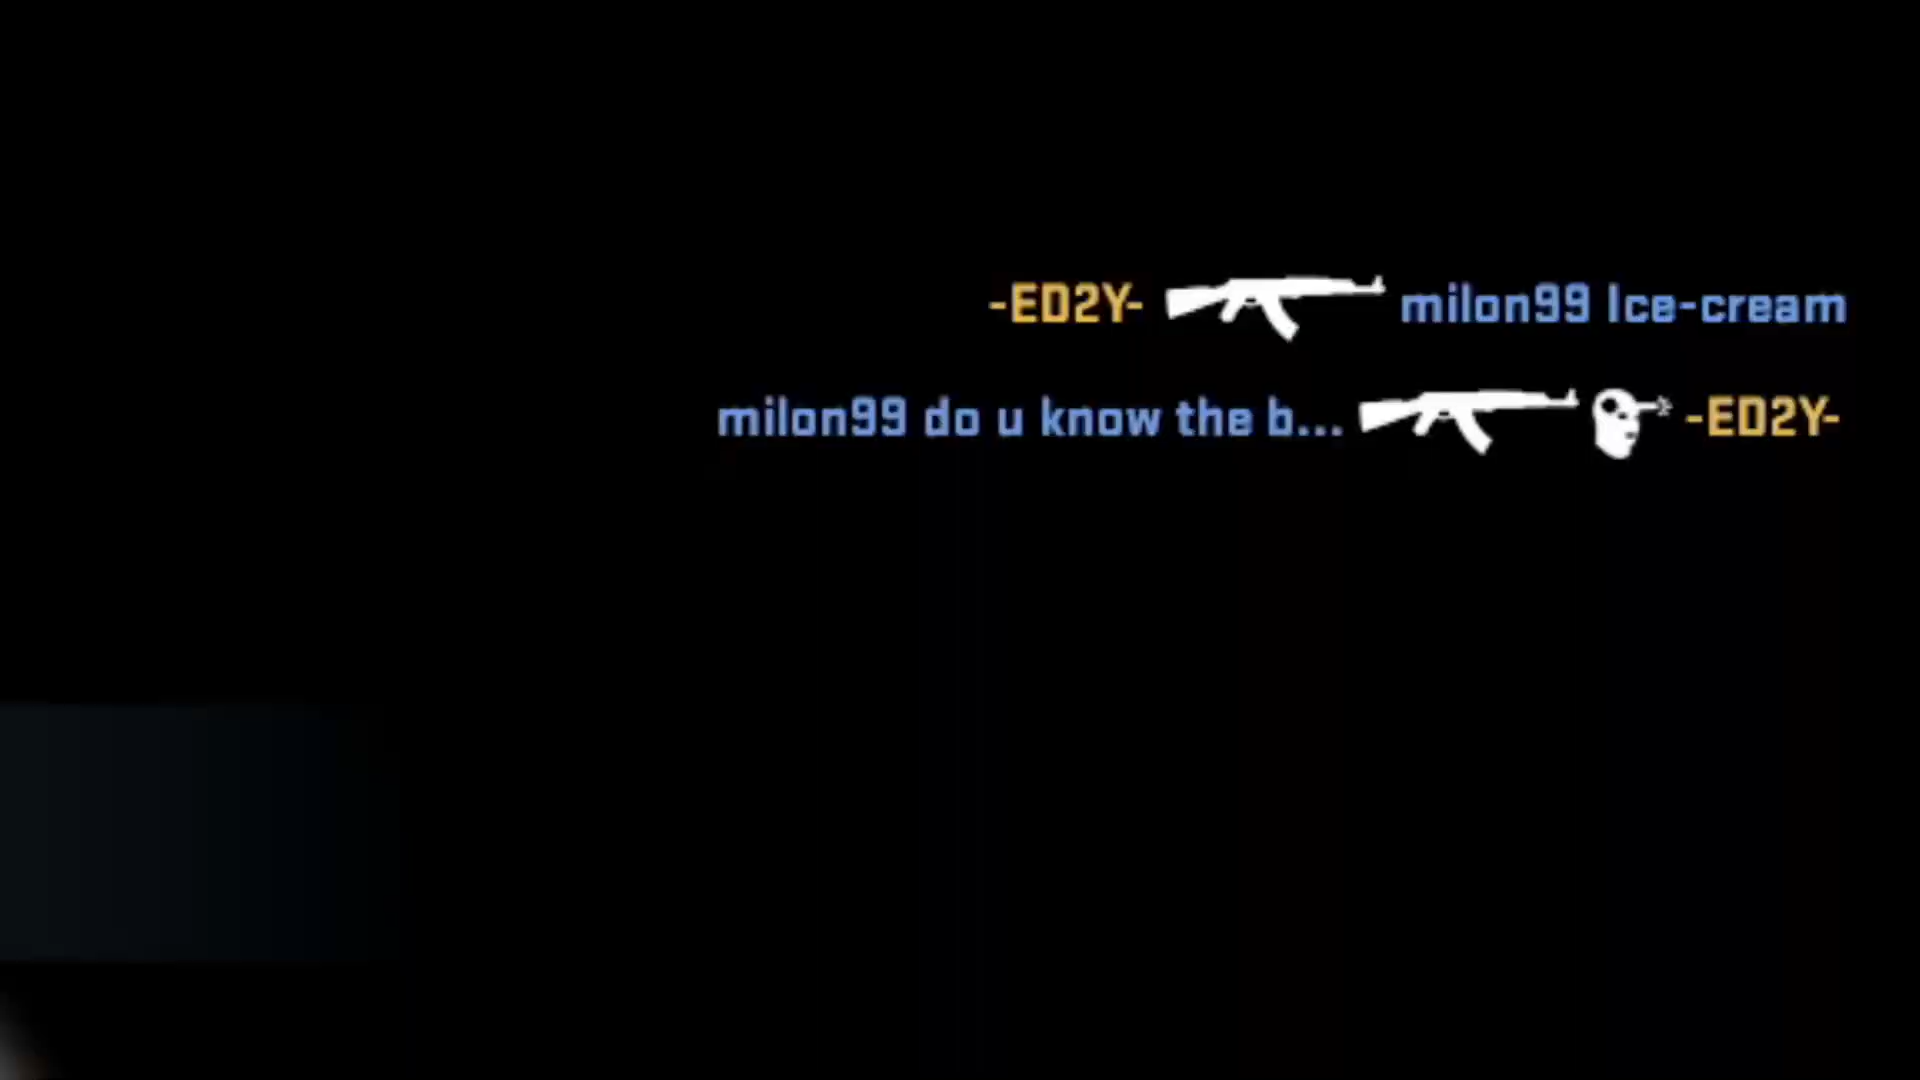 -ED2Y- milon99 Ice-cream
milon99 do u know the b... -ED2Y-